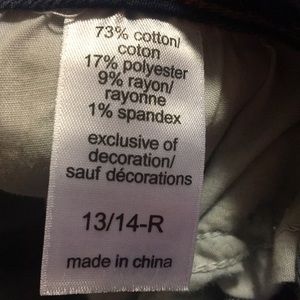 73% cotton/
coton
17% polyester
9% rayon/
rayonne
1% spandex
exclusive of
decoration/
sauf décorations
13/14-R
made in china